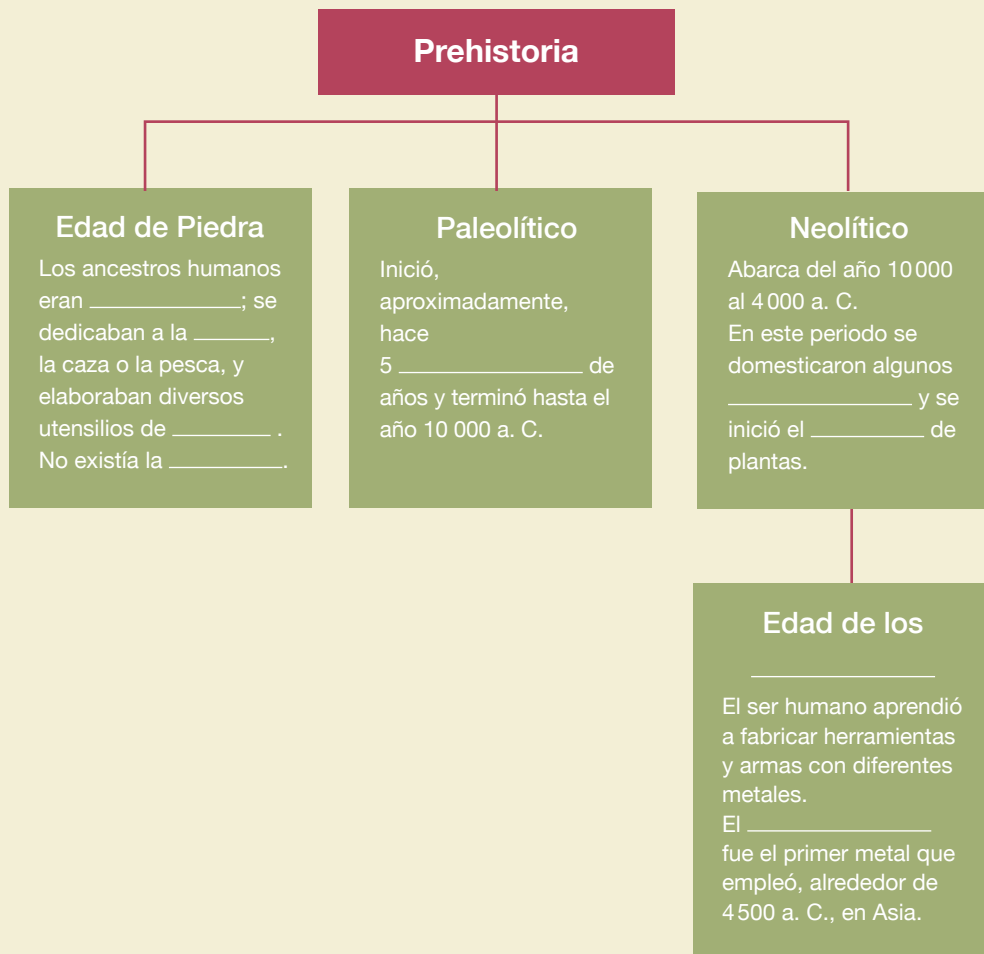 Prehistoria
Edad de Piedra
Los ancestros humanos
eran ____________; se
dedicaban a la ______,
la caza o la pesca, y
elaboraban diversos
utensilios de ________ .
No existía la _________.
Paleolítico
Inició,
aproximadamente,
hace
5 _______________ de
años y terminó hasta el
año 10 000 a. C.
Neolítico
Abarca del año 10 000
al 4 000 a. C.
En este periodo se
domesticaron algunos
_______________ y se
inició el _________ de
plantas.
Edad de los
_______________
El ser humano aprendió
a fabricar herramientas
y armas con diferentes
metales.
El _______________
fue el primer metal que
empleó, alrededor de
4 500 a. C., en Asia.